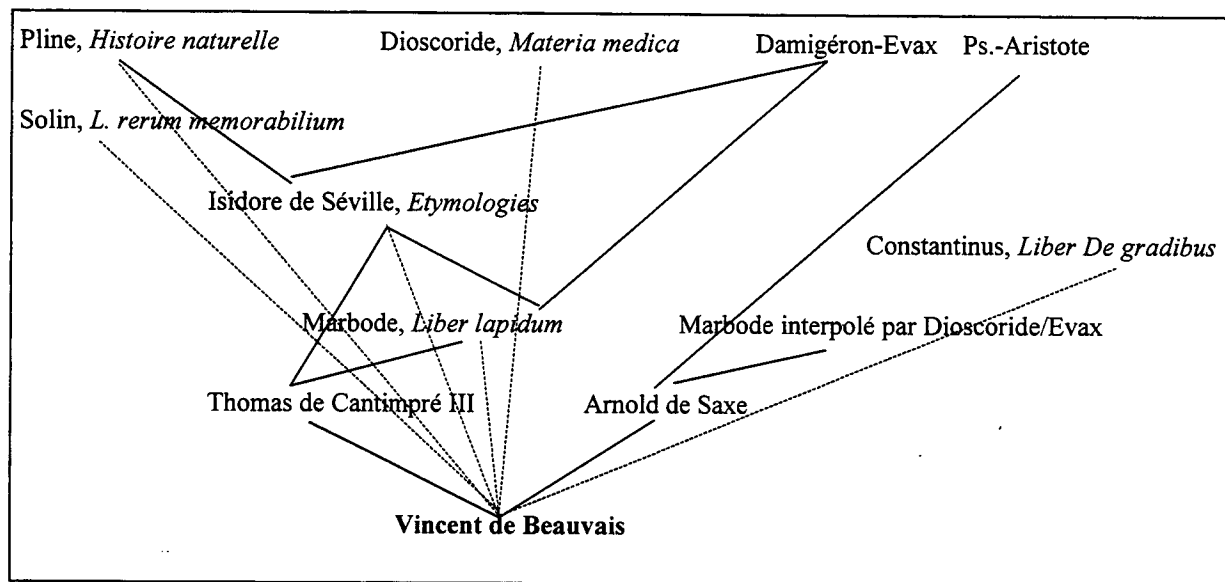 Pline, Histoire naturelle
Dioscoride, Materia medica
Damigéron-Evax
Ps.-Aristote
Solin, L. rerum memorabilium
Isidore de Séville, Etymologies
Constantinus, Liber De gradibus
Marbode, Liber lapidum
Marbode interpolé par Dioscoride/Evax
Thomas de Cantimpré III
Arnold de Saxe
Vincent de Beauvais